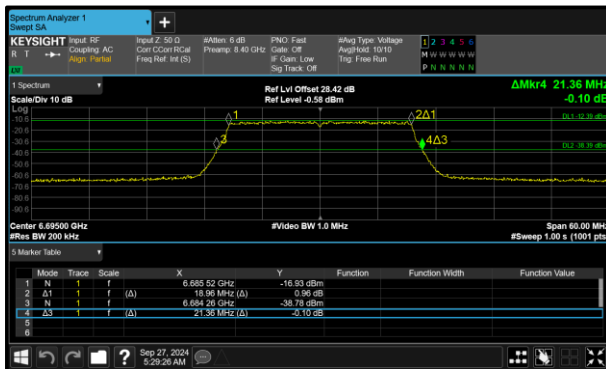 Spectrum Analyzer 1
Swept SA
KEYSIGHT Input: RF Input Z: 50 Ω #Atten: 6 dB PNO: Fast #Avg Type: Voltage 1 2 3 4 5 6
R T Coupling: AC Corr CCorr RCal Preamp: 8.40 GHz Gate: Off Avg|Hold: 10/10 M W W W W W
Align: Partial Freq Ref: Int (S) IF Gain: Low Trig: Free Run
Sig Track: Off P N N N N N
1 Spectrum Ref Lvl Offset 28.42 dB ΔMkr4 21.36 MHz
Scale/Div 10 dB Ref Level -0.58 dBm -0.10 dB
Log
-10.6 1 2Δ1 DL1 -12.39 dBm
-20.6
-30.6 3 4Δ3 DL2 -38.39 dBm
-40.6
-50.6
-60.6
-70.6
-80.6
-90.6
Center 6.69500 GHz #Video BW 1.0 MHz Span 60.00 MHz
#Res BW 200 kHz #Sweep 1.00 s (1001 pts)
5 Marker Table
Mode Trace Scale X Y Function Function Width Function Value
1 N 1 f 6.685 52 GHz -16.93 dBm
2 Δ1 1 f (Δ) 18.96 MHz (Δ) 0.96 dB
3 N 1 f 6.684 26 GHz -38.78 dBm
4 Δ3 1 f (Δ) 21.36 MHz (Δ) -0.10 dB
5
6
? Sep 27, 2024
5:29:26 AM